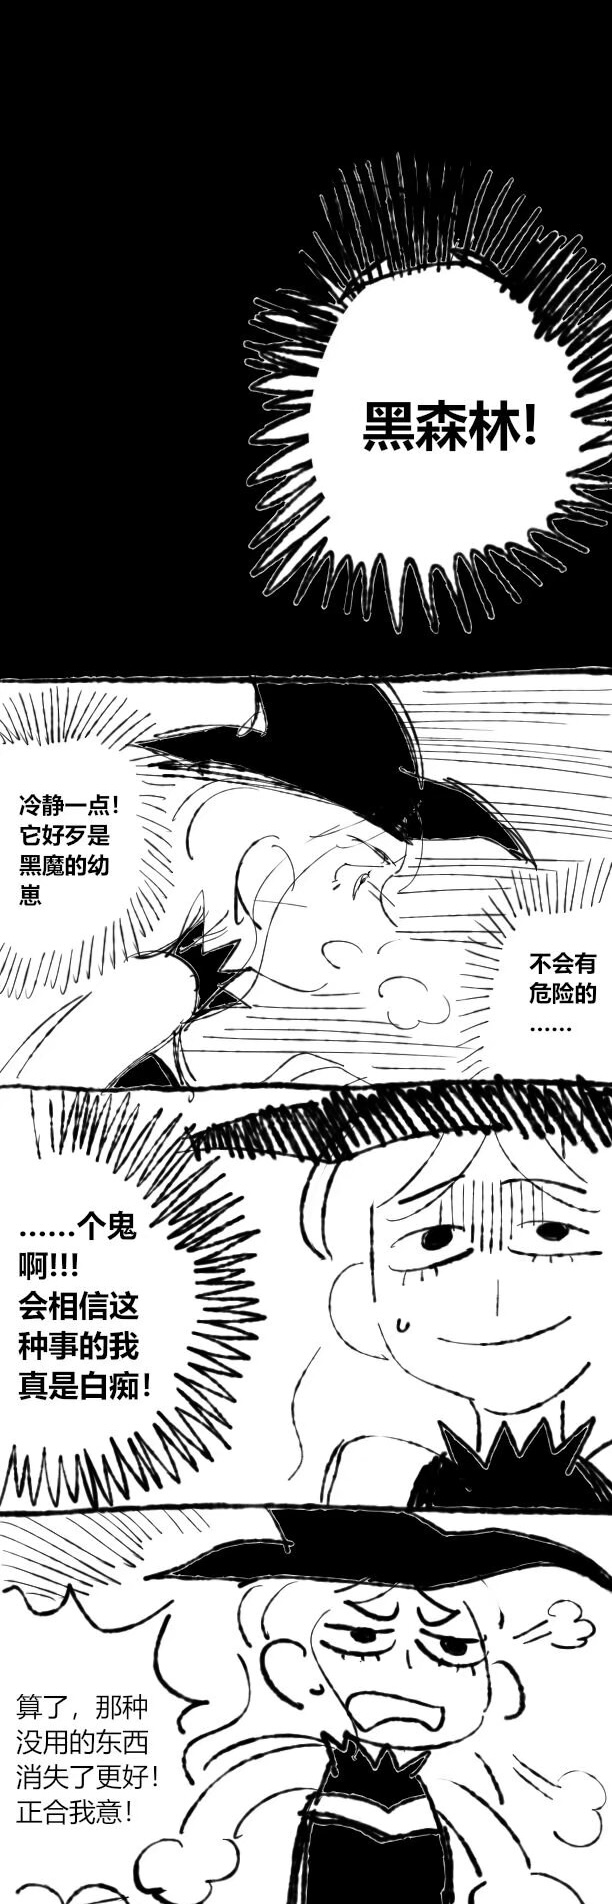 黑森林!
冷静一点!
它好歹是
黑魔的幼
崽
不会有
危险的
……
……个鬼
啊!!!
会相信这
种事的我
真是白痴!
算了，那种
没用的东西
消失了更好!
正合我意!